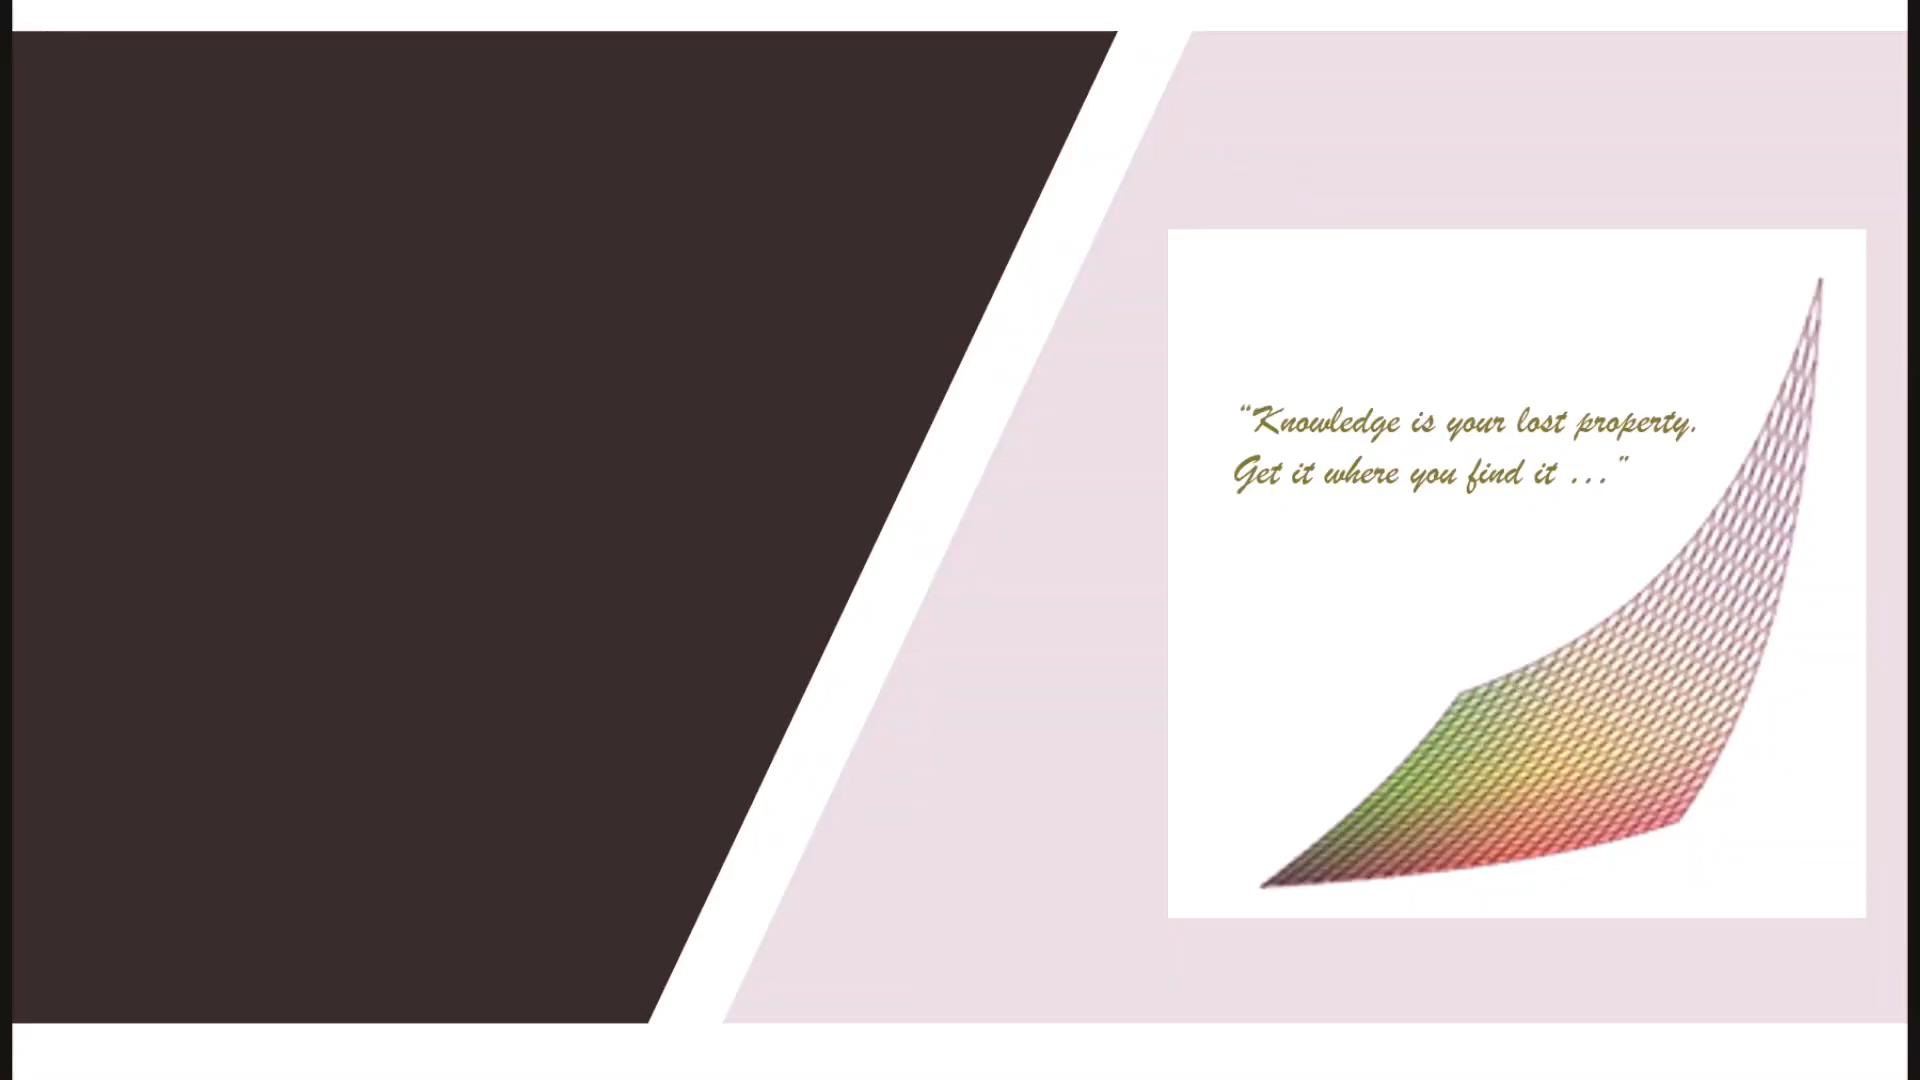 “Knowledge is your lost property.
Get it where you find it ...”